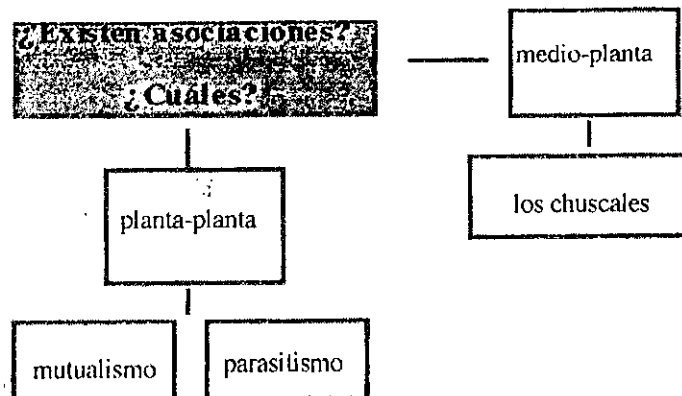 ¿Existen asociaciones?
¿Cuáles?
medio-planta
los chuscales
planta-planta
mutualismo
parasitismo